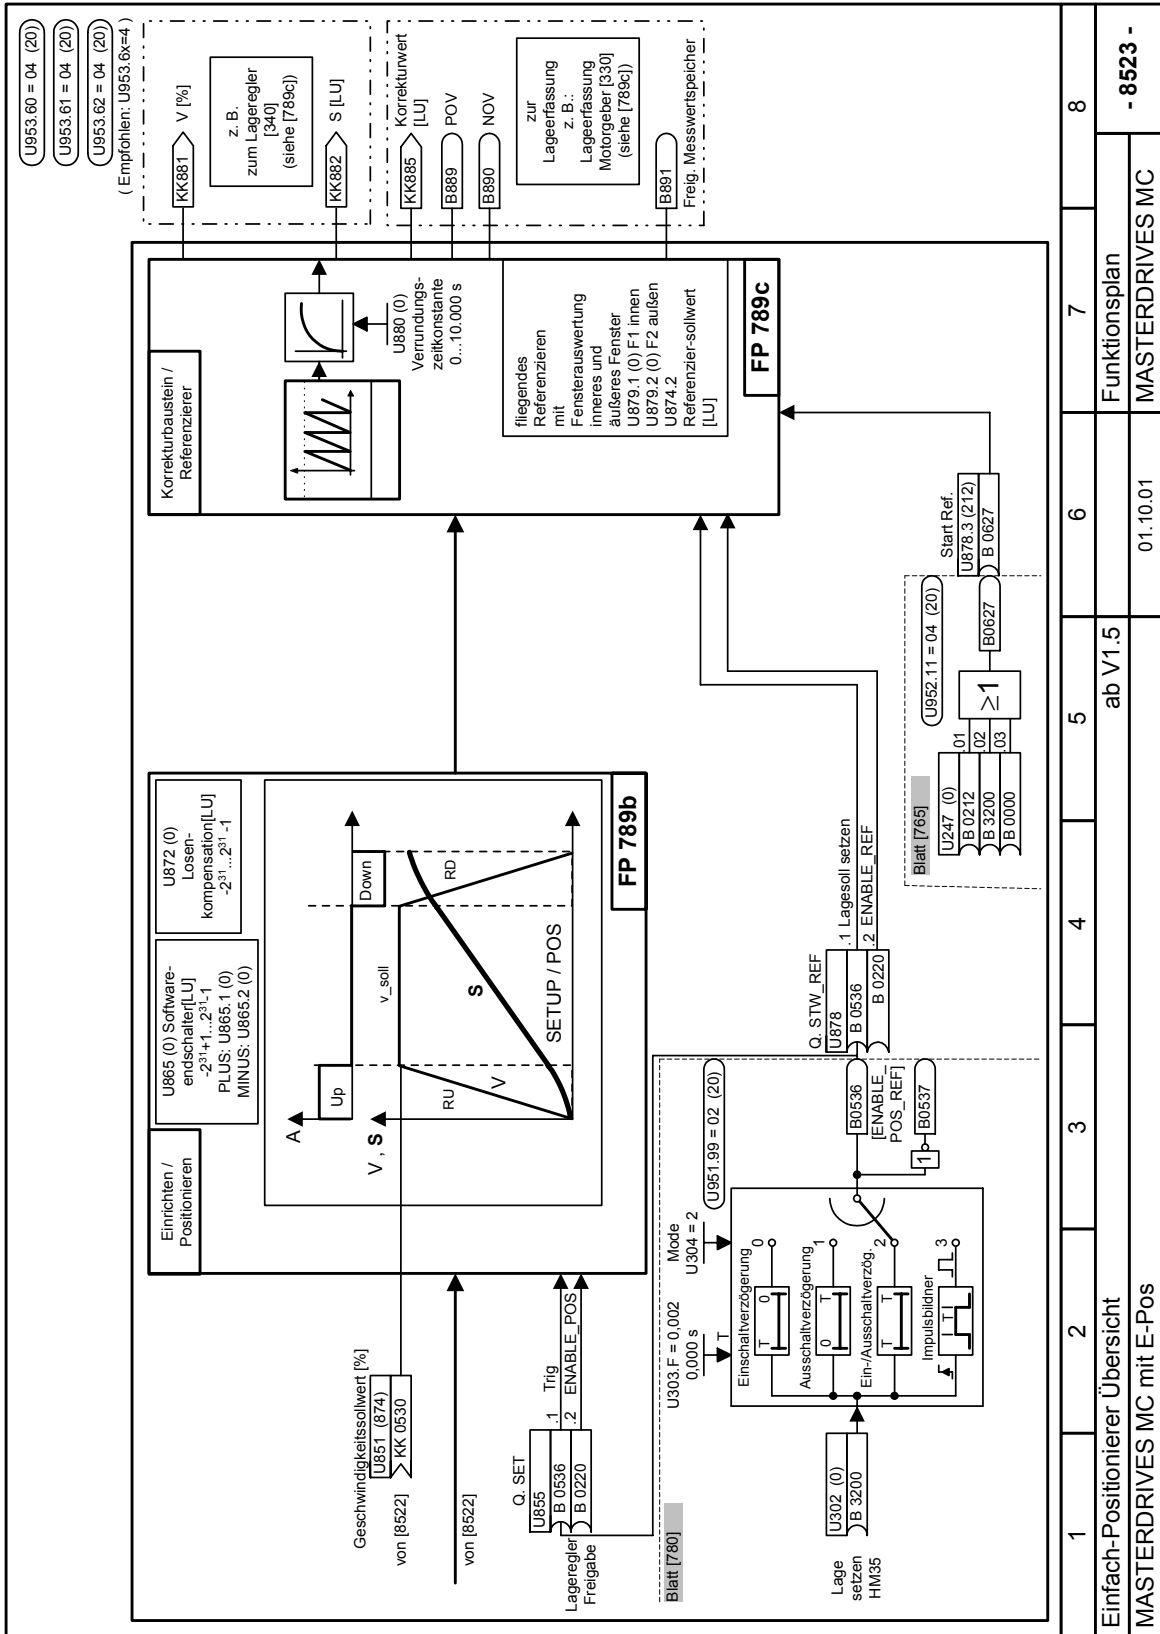 U953.60 = 04 (20)
U953.61 = 04 (20)
U953.62 = 04 (20)
( Empfohlen: U953.6x=4 )
Geschwindigkeitssollwert [%]
U851 (874)
KK 0530
von [8522]
von [8522]
Q. SET
U855
B 0536
B 0220
.1
.2
Trig
ENABLE_POS
Lageregler
Freigabe
Einrichten /
Positionieren
U865 (0) Software-
endschalter[LU]
-2³¹+1...2³¹-1
PLUS: U865.1 (0)
MINUS: U865.2 (0)
U872 (0)
Losen-
kompensation[LU]
-2³¹...2³¹ -1
A
Up
Down
V , S
v_soll
RU
V
S
RD
SETUP / POS
FP 789b
Korrekturbaustein /
Referenzierer
U880 (0)
Verrundungs-
zeitkonstante
0...10.000 s
fliegendes
Referenzieren
mit
Fensterauswertung
inneres und
äußeres Fenster
U879.1 (0) F1 innen
U879.2 (0) F2 außen
U874.2
Referenzier-sollwert
[LU]
FP 789c
KK881
V [%]
z. B.
zum Lageregler
[340]
(siehe [789c])
KK882
S [LU]
KK885
Korrekturwert
[LU]
B889
POV
B890
NOV
zur
Lageerfassung
z. B.:
Lageerfassung
Motorgeber [330]
(siehe [789c])
B891
Freig. Messwertspeicher
Blatt [780]
Lage
setzen
HM35
U302 (0)
B 3200
U303.F = 0,002
0,000 s
T
Mode
U304 = 2
U951.99 = 02 (20)
Einschaltverzögerung
T
0
0
Ausschaltverzögerung
0
T
1
Ein-/Ausschaltverzög.
T
T
2
Impulsbildner
T
3
1
B0536
[ENABLE_
POS_REF]
B0537
Q. STW_REF
U878
B 0536
B 0220
.1 Lagesoll setzen
.2 ENABLE_REF
Blatt [765]
U247 (0)
B 0212
B 3200
B 0000
.01
.02
.03
≥1
U952.11 = 04 (20)
B0627
Start Ref.
U878.3 (212)
B 0627
1
2
3
4
5
6
7
8
Einfach-Positionierer Übersicht
ab V1.5
Funktionsplan
- 8523 -
MASTERDRIVES MC mit E-Pos
01.10.01
MASTERDRIVES MC